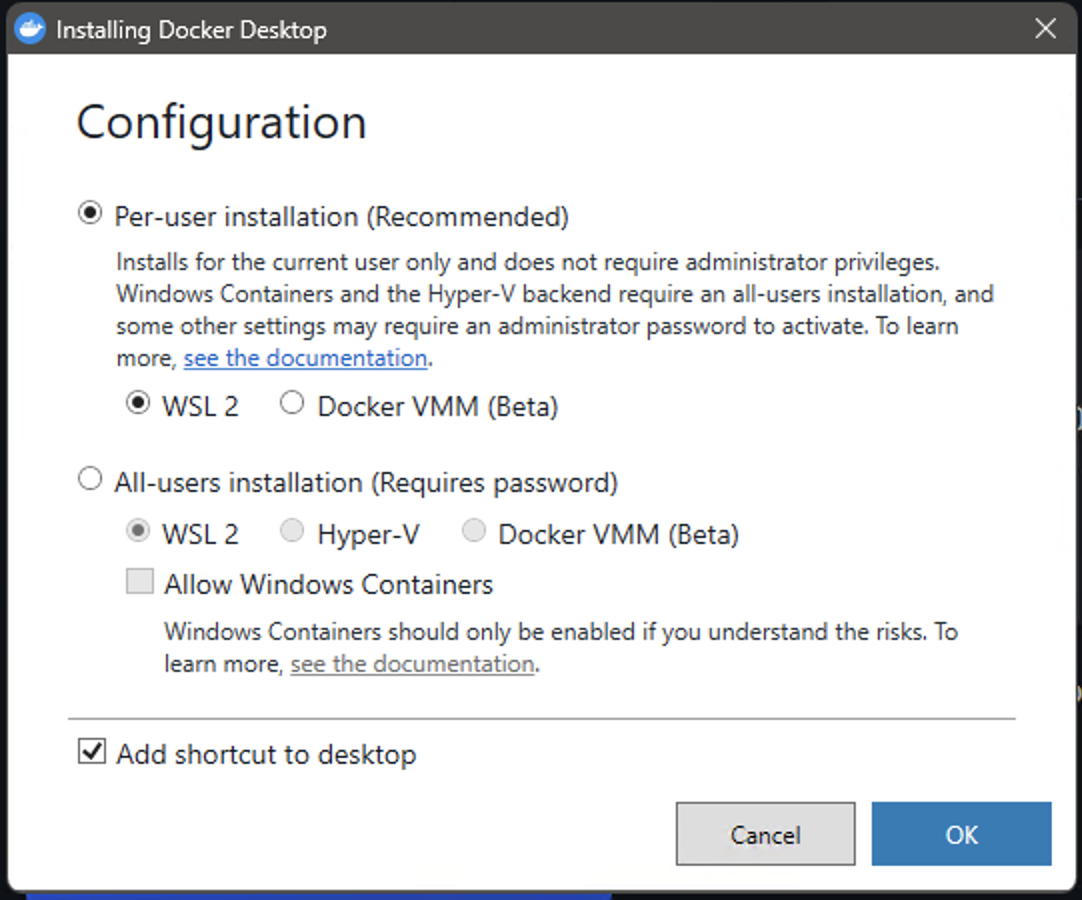 Installing Docker Desktop
Configuration
Per-user installation (Recommended)
Installs for the current user only and does not require administrator privileges.
Windows Containers and the Hyper-V backend require an all-users installation, and
some other settings may require an administrator password to activate. To learn
more, see the documentation.
WSL 2 Docker VMM (Beta)
All-users installation (Requires password)
WSL 2 Hyper-V Docker VMM (Beta)
Allow Windows Containers
Windows Containers should only be enabled if you understand the risks. To
learn more, see the documentation.
Add shortcut to desktop
Cancel OK